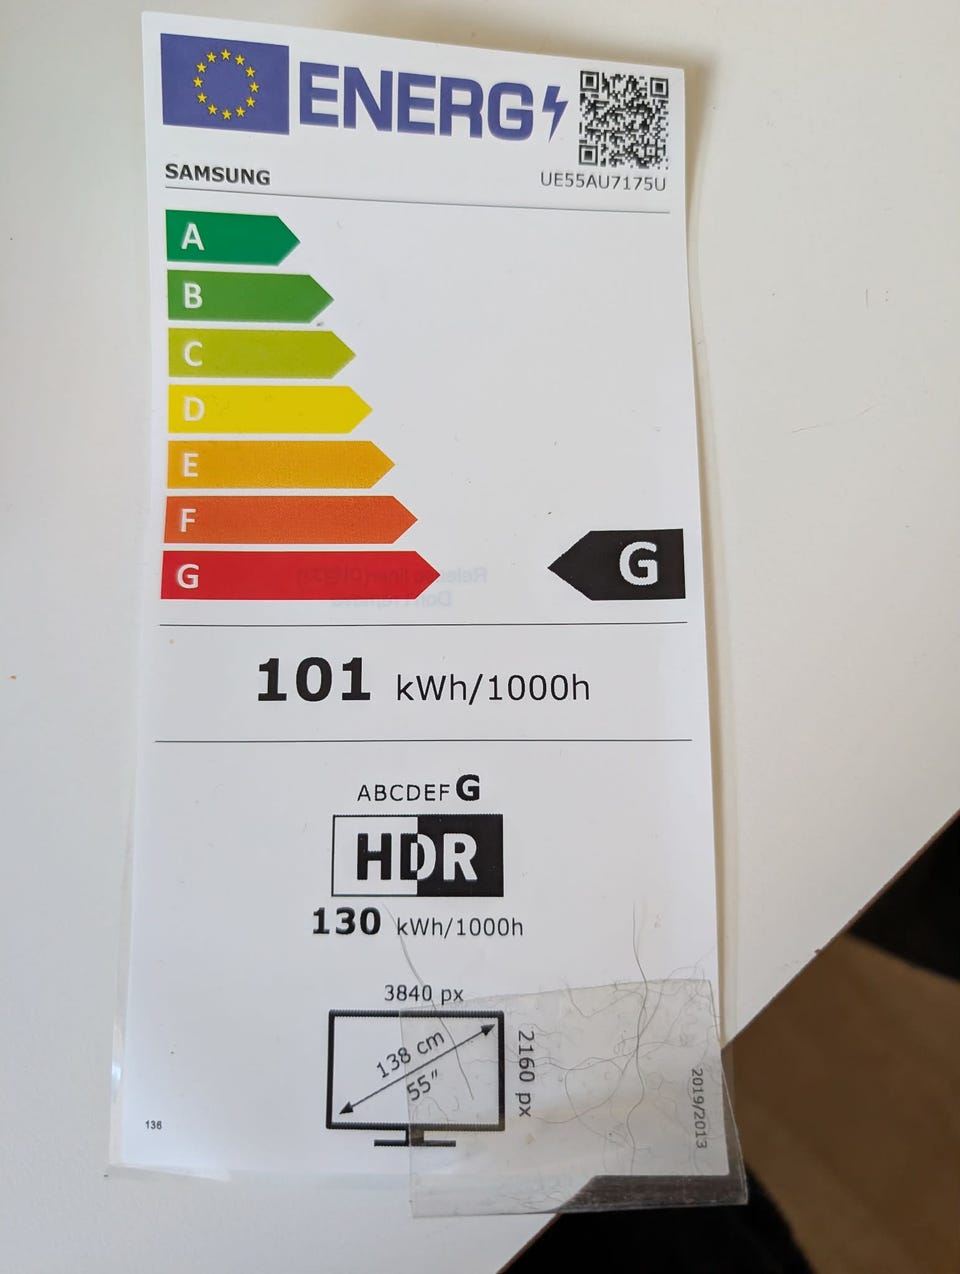 ENERG
SAMSUNG
UE55AU7175U
A
B
C
D
E
F
G
G
101 kWh/1000h
ABCDEFG
HDR
130 kWh/1000h
3840 px
138 cm
55"
2160 px
2019/2013
136